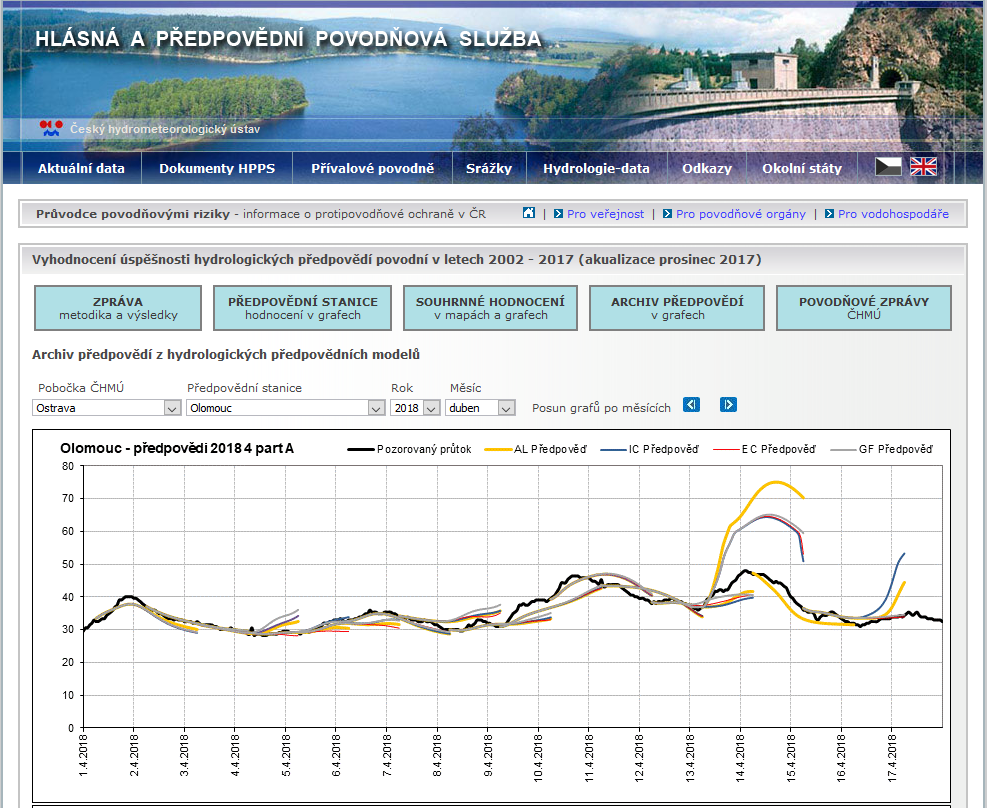 HLÁSNÁ A PŘEDPOVĚDNÍ POVODŇOVÁ SLUŽBA
Český hydrometeorologický ústav
Aktuální data Dokumenty HPPS Přívalové povodně Srážky Hydrologie-data Odkazy Okolní státy
Průvodce povodňovými riziky - informace o protipovodňové ochraně v ČR | Pro veřejnost | Pro povodňové orgány | Pro vodohospodáře
Vyhodnocení úspěšnosti hydrologických předpovědí povodní v letech 2002 - 2017 (akualizace prosinec 2017)
ZPRÁVA PŘEDPOVĚDNÍ STANICE SOUHRNNÉ HODNOCENÍ ARCHIV PŘEDPOVĚDÍ POVODŇOVÉ ZPRÁVY
metodika a výsledky hodnocení v grafech v mapách a grafech v grafech ČHMÚ
Archiv předpovědí z hydrologických předpovědních modelů
Pobočka ČHMÚ Předpovědní stanice Rok Měsíc
Ostrava Olomouc 2018 duben Posun grafů po měsících
Olomouc - předpovědi 2018 4 part A Pozorovaný průtok AL Předpověď IC Předpověď EC Předpověď GF Předpověď
80
70
60
50
40
30
20
10
0
1.4.2018 2.4.2018 3.4.2018 4.4.2018 5.4.2018 6.4.2018 7.4.2018 8.4.2018 9.4.2018 10.4.2018 11.4.2018 12.4.2018 13.4.2018 14.4.2018 15.4.2018 16.4.2018 17.4.2018